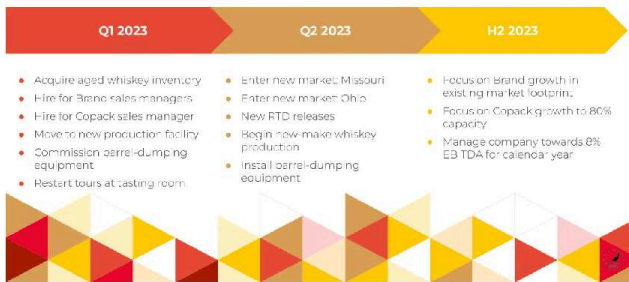 Q1 2023
Acquire aged whiskey inventory
Hire for Brand sales managers
Hire for Copack sales manager
Move to new production facility
Commission barrel-dumping
equipment
Restart tours at tasting room
Q2 2023
Enter new market: Missouri
Enter new market: Ohio
New RTD releases
Begin new-make whiskey
production
Install barrel-dumping
equipment
H2 2023
Focus on Brand growth in
existing market footprint
Focus on Copack growth to 80%
capacity
Manage company towards 8%
EBTDA for calendar year